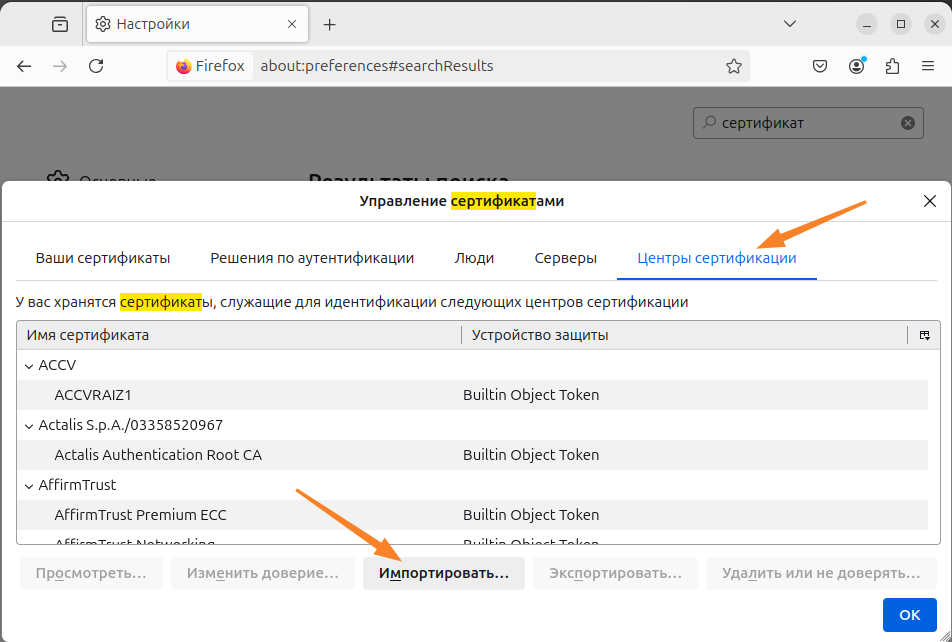 Настройки
Firefox about:preferences#searchResults
сертификат
Основные Результаты поиска
Управление сертификатами
Ваши сертификаты Решения по аутентификации Люди Серверы Центры сертификации
У вас хранятся сертификаты, служащие для идентификации следующих центров сертификации
Имя сертификата Устройство защиты
ACCV
ACCVRAIZ1 Builtin Object Token
Actalis S.p.A./03358520967
Actalis Authentication Root CA Builtin Object Token
AffirmTrust
AffirmTrust Premium ECC Builtin Object Token
AffirmTrust Networking Builtin Object Token
Просмотреть... Изменить доверие... Импортировать... Экспортировать... Удалить или не доверять...
OK